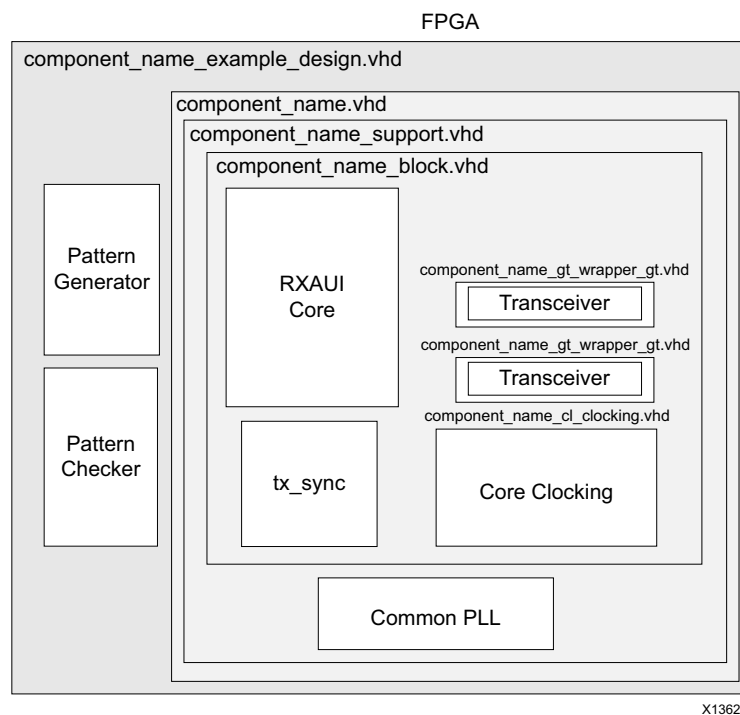 FPGA
component_name_example_design.vhd
component_name.vhd
component_name_support.vhd
component_name_block.vhd
Pattern
Generator
RXAUI
Core
component_name_gt_wrapper_gt.vhd
Transceiver
component_name_gt_wrapper_gt.vhd
Transceiver
component_name_cl_clocking.vhd
Pattern
Checker
tx_sync
Core Clocking
Common PLL
X1362